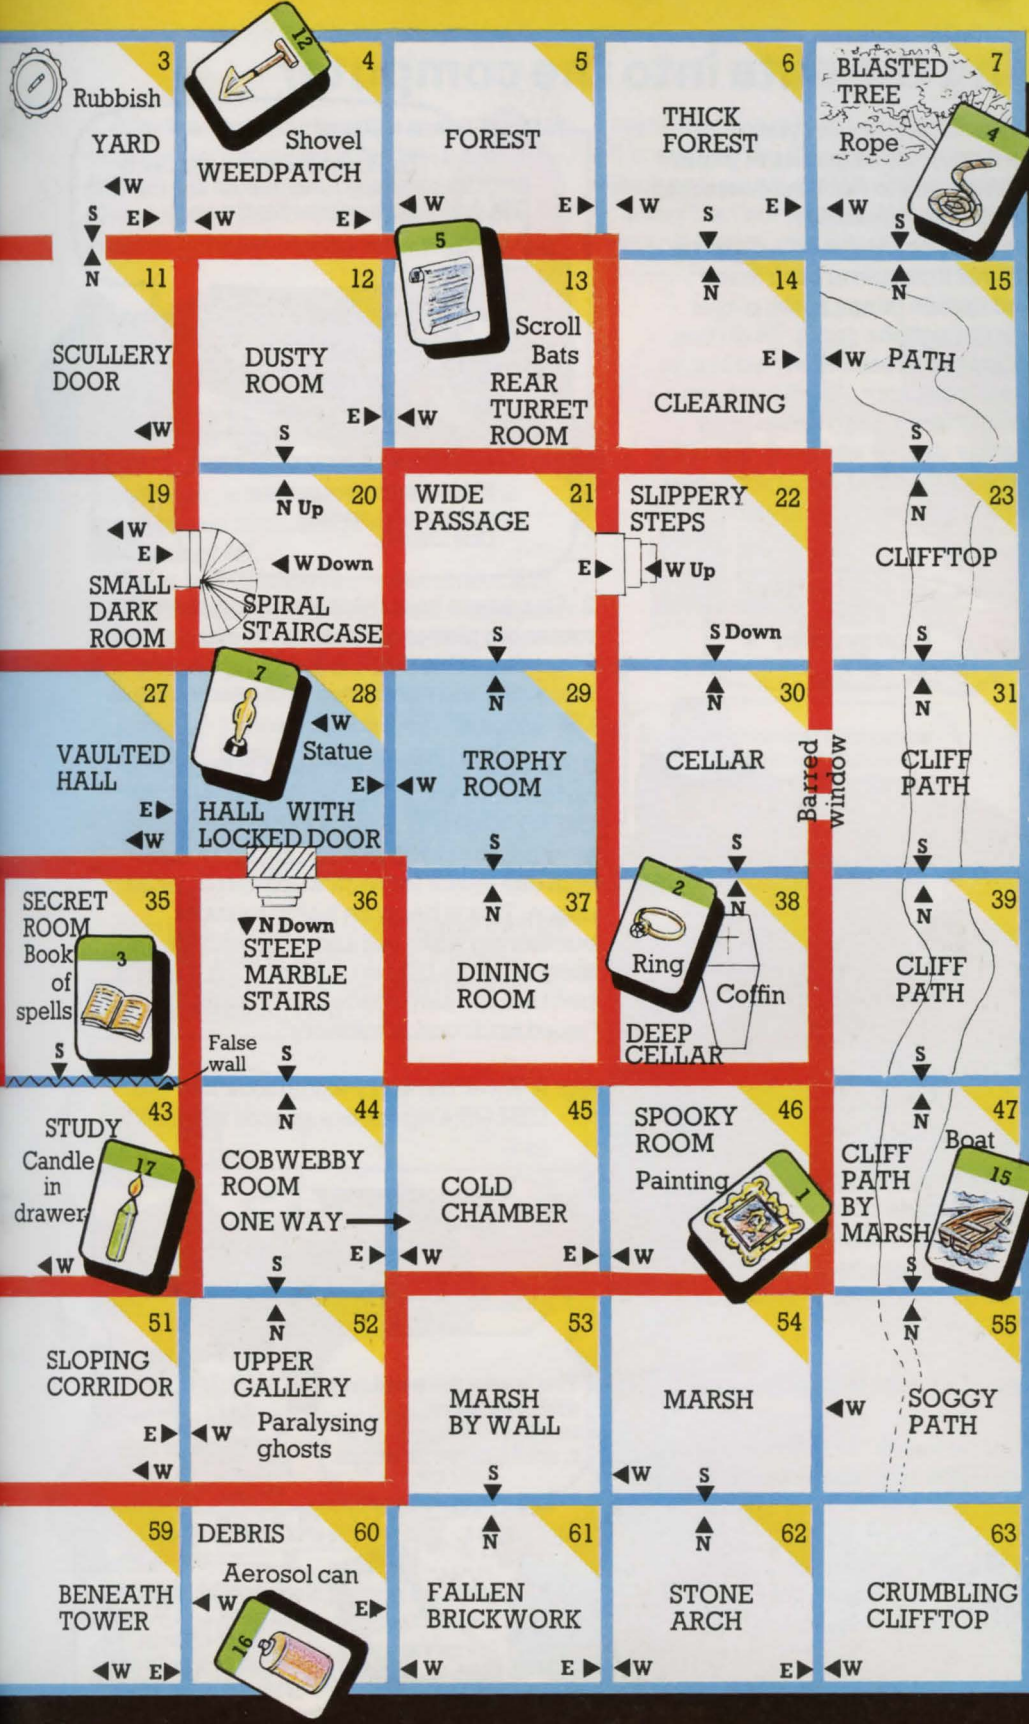 3
Rubbish
YARD
◀W
S
E▶
12
4
Shovel
WEEDPATCH
◀W E▶
5
FOREST
◀W E▶
6
THICK
FOREST
◀W S E▶
7
BLASTED
TREE
Rope
4
◀W S
N
11
SCULLERY
DOOR
◀W
12
DUSTY
ROOM
E▶
S
5
13
Scroll
Bats
REAR
TURRET
ROOM
◀W
N
14
E▶
CLEARING
N
15
◀W PATH
S
19
◀W
E▶
SMALL
DARK
ROOM
N Up
20
◀W Down
SPIRAL
STAIRCASE
WIDE
PASSAGE
21
E▶
S
SLIPPERY
STEPS
22
◀W Up
S Down
N
23
CLIFFTOP
S
27
VAULTED
HALL
E▶
◀W
7
28
◀W
Statue
E▶
HALL WITH
LOCKED DOOR
N
29
TROPHY
ROOM
◀W
S
N
30
CELLAR
S
Barred
window
N
31
CLIFF
PATH
S
SECRET
ROOM
35
Book
of
spells
3
S
False
wall
36
▼N Down
STEEP
MARBLE
STAIRS
S
N
37
DINING
ROOM
2
N
38
Ring
Coffin
DEEP
CELLAR
N
39
CLIFF
PATH
S
43
STUDY
Candle
in
drawer
17
◀W
N
44
COBWEBBY
ROOM
ONE WAY
E▶
S
45
COLD
CHAMBER
◀W E▶
SPOOKY
ROOM
46
Painting
1
◀W
N
47
Boat
15
CLIFF
PATH
BY
MARSH
S
51
SLOPING
CORRIDOR
E▶
◀W
N
52
UPPER
GALLERY
◀W
Paralysing
ghosts
53
MARSH
BY WALL
S
54
MARSH
◀W S
N
55
◀W
SOGGY
PATH
59
BENEATH
TOWER
◀W E▶
DEBRIS
60
Aerosol can
◀W E▶
16
N
61
FALLEN
BRICKWORK
◀W E▶
N
62
STONE
ARCH
◀W E▶
63
CRUMBLING
CLIFFTOP
◀W